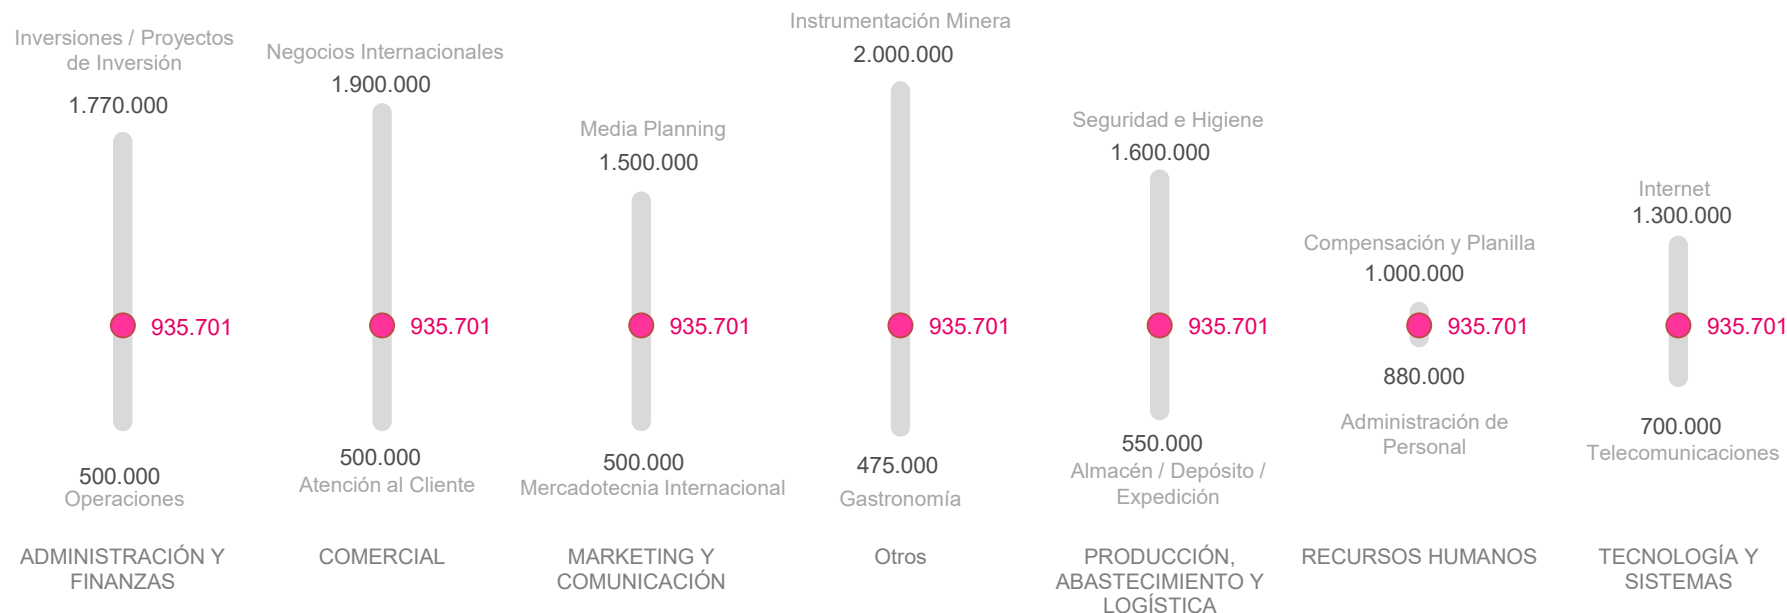 Inversiones / Proyectos
de Inversión
1.770.000
935.701
500.000
Operaciones
ADMINISTRACIÓN Y
FINANZAS
Negocios Internacionales
1.900.000
935.701
500.000
Atención al Cliente
COMERCIAL
Media Planning
1.500.000
935.701
500.000
Mercadotecnia Internacional
MARKETING Y
COMUNICACIÓN
Instrumentación Minera
2.000.000
935.701
475.000
Gastronomía
Otros
Seguridad e Higiene
1.600.000
935.701
550.000
Almacén / Depósito /
Expedición
PRODUCCIÓN,
ABASTECIMIENTO Y
LOGÍSTICA
Compensación y Planilla
1.000.000
935.701
880.000
Administración de
Personal
RECURSOS HUMANOS
Internet
1.300.000
935.701
700.000
Telecomunicaciones
TECNOLOGÍA Y
SISTEMAS